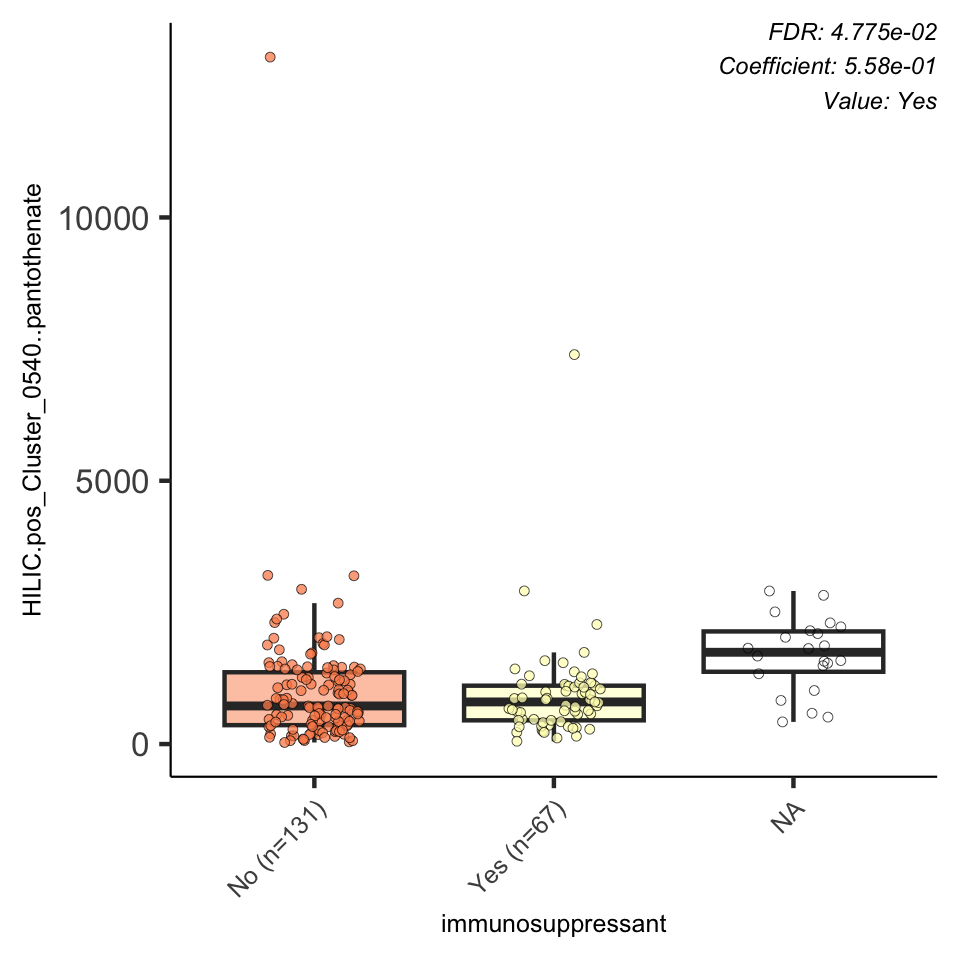 FDR: 4.775e-02
Coefficient: 5.58e-01
Value: Yes
HILIC.pos_Cluster_0540..pantothenate
10000
5000
0
No (n=131)
Yes (n=67)
NA
immunosuppressant